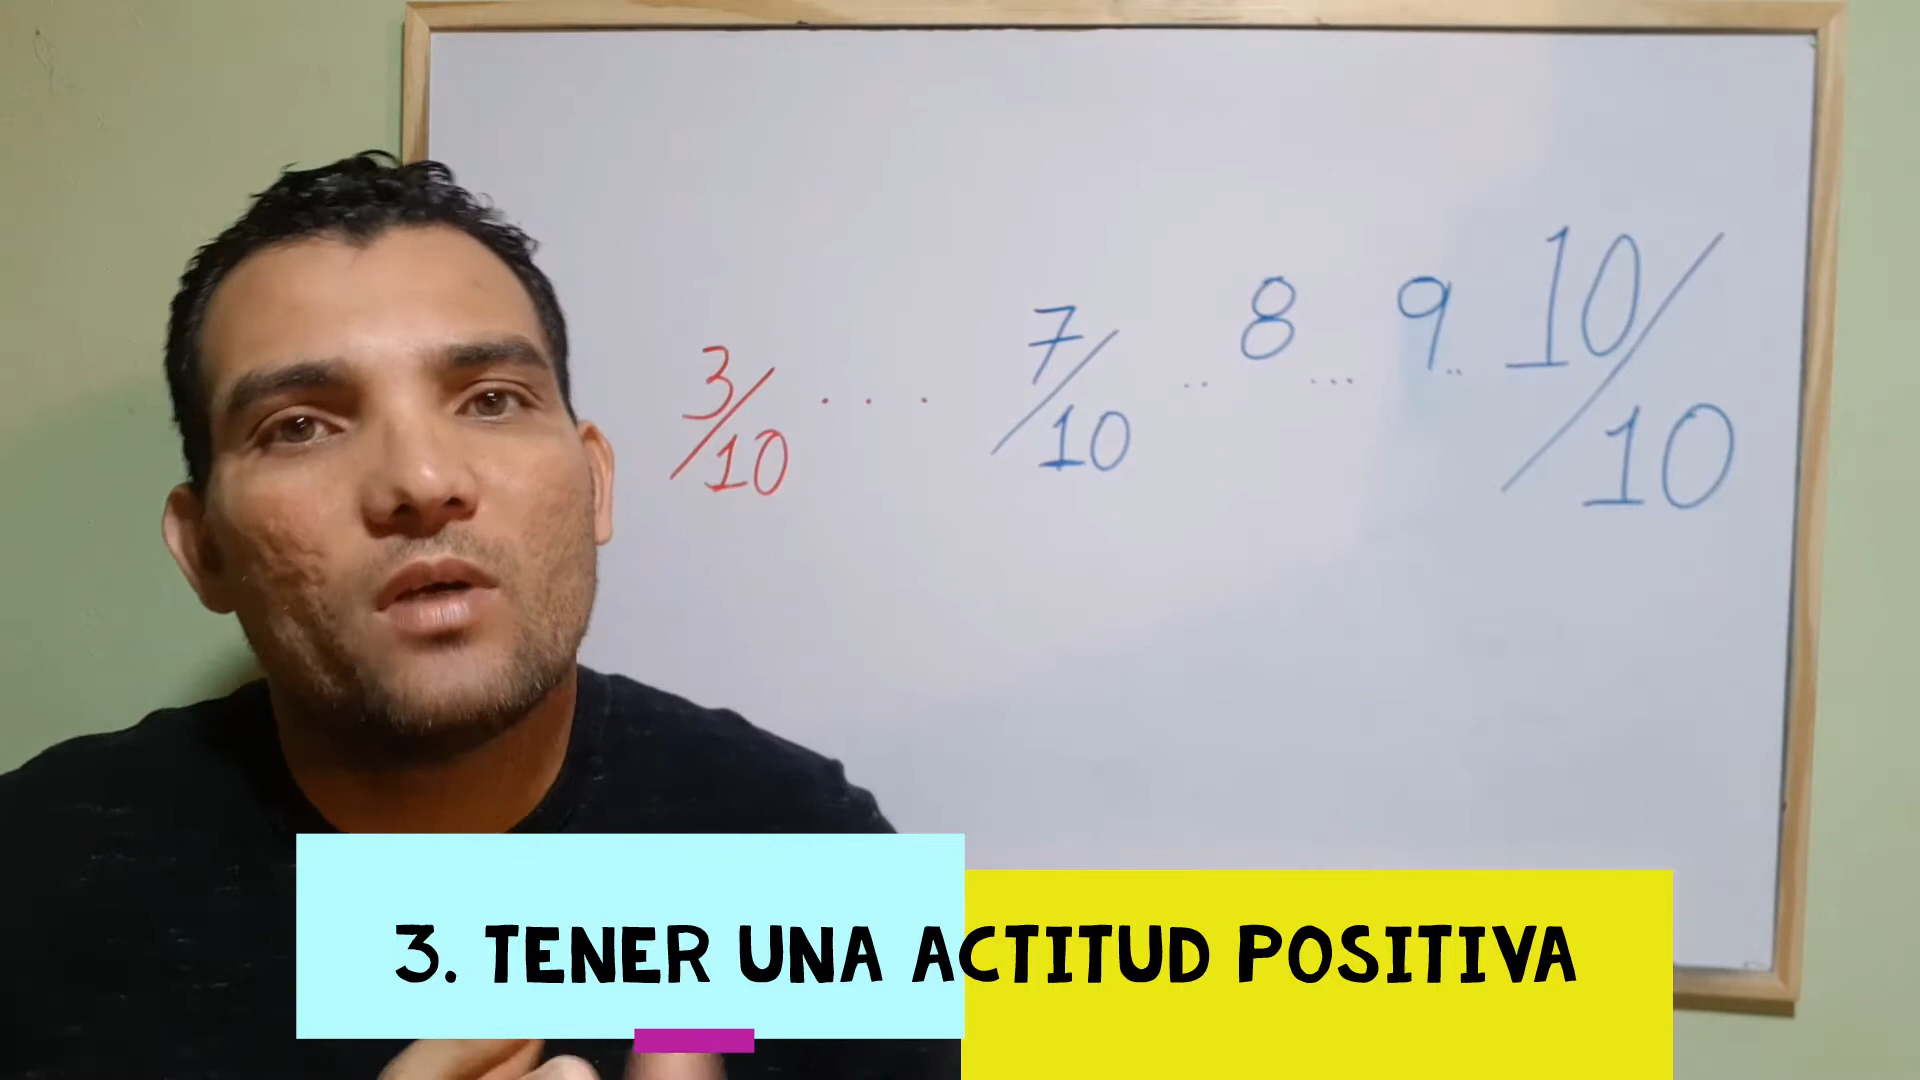 3/10 . . . 7/10 .. 8 ... 9.. 10/10
3. TENER UNA ACTITUD POSITIVA